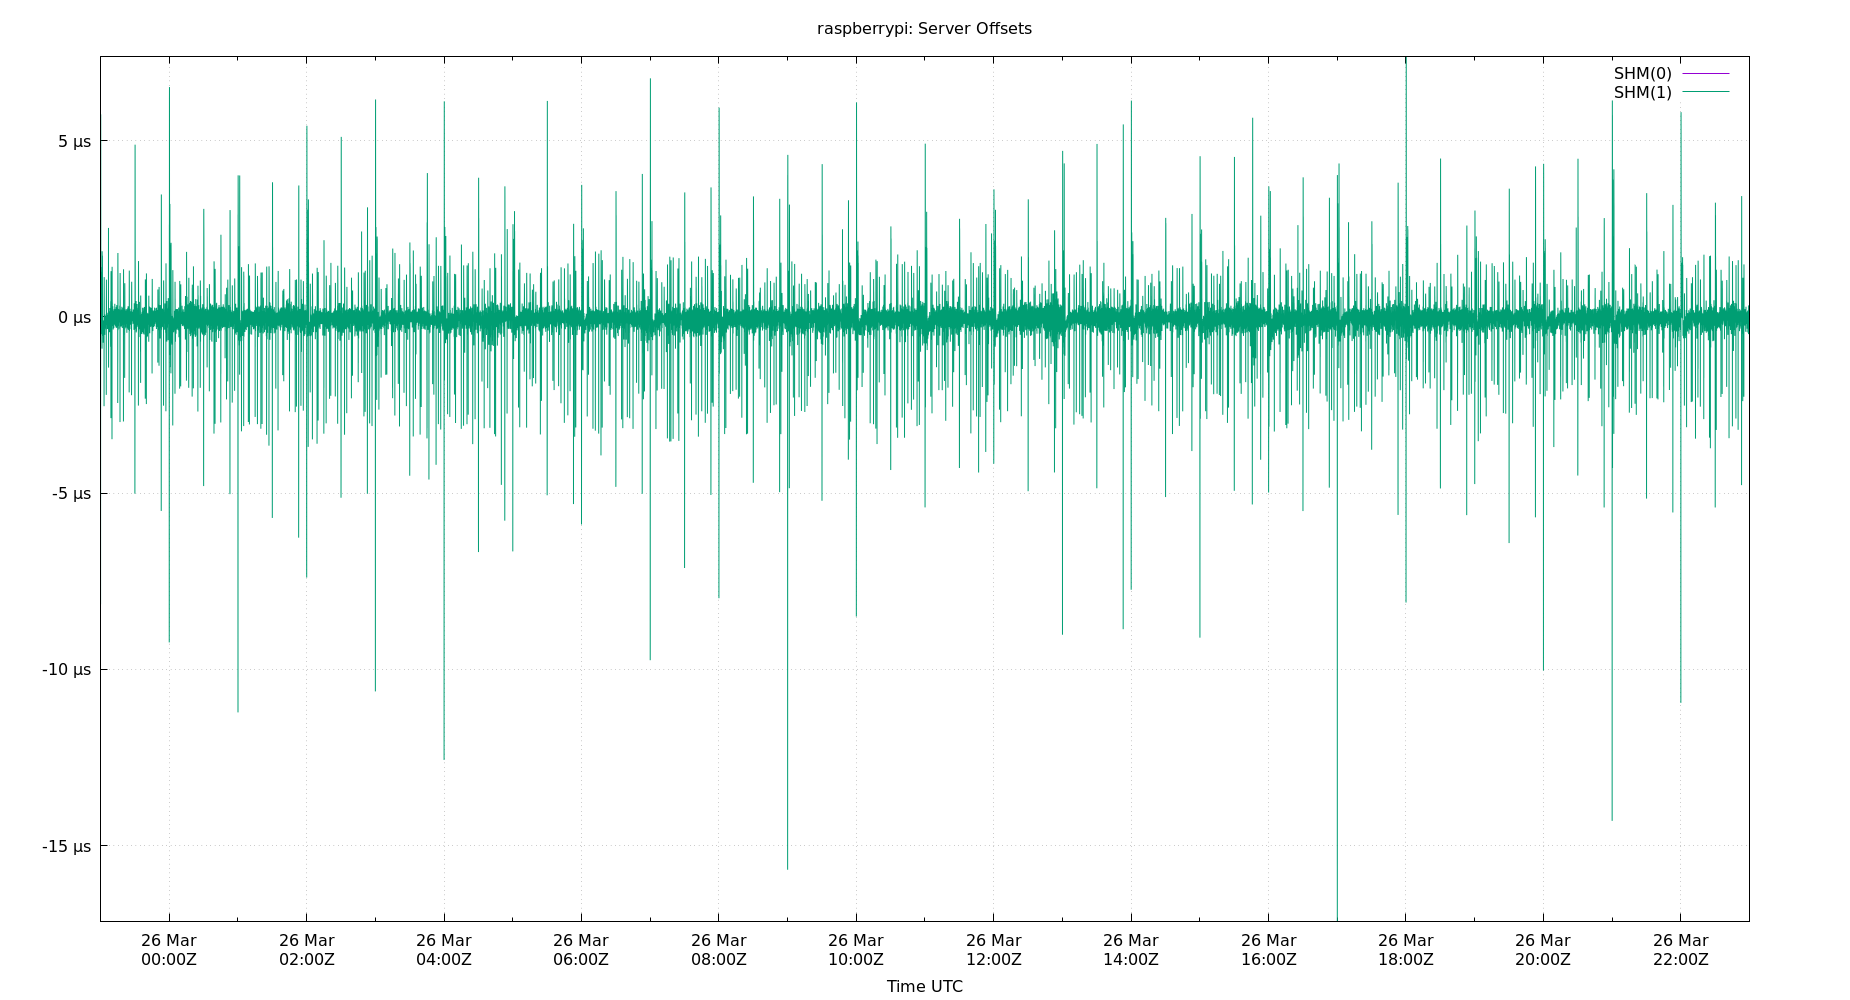 raspberrypi: Server Offsets
SHM(0)
SHM(1)
5 µs
0 µs
-5 µs
-10 µs
-15 µs
26 Mar 26 Mar 26 Mar 26 Mar 26 Mar 26 Mar 26 Mar 26 Mar 26 Mar 26 Mar 26 Mar 26 Mar
00:00Z 02:00Z 04:00Z 06:00Z 08:00Z 10:00Z 12:00Z 14:00Z 16:00Z 18:00Z 20:00Z 22:00Z
Time UTC